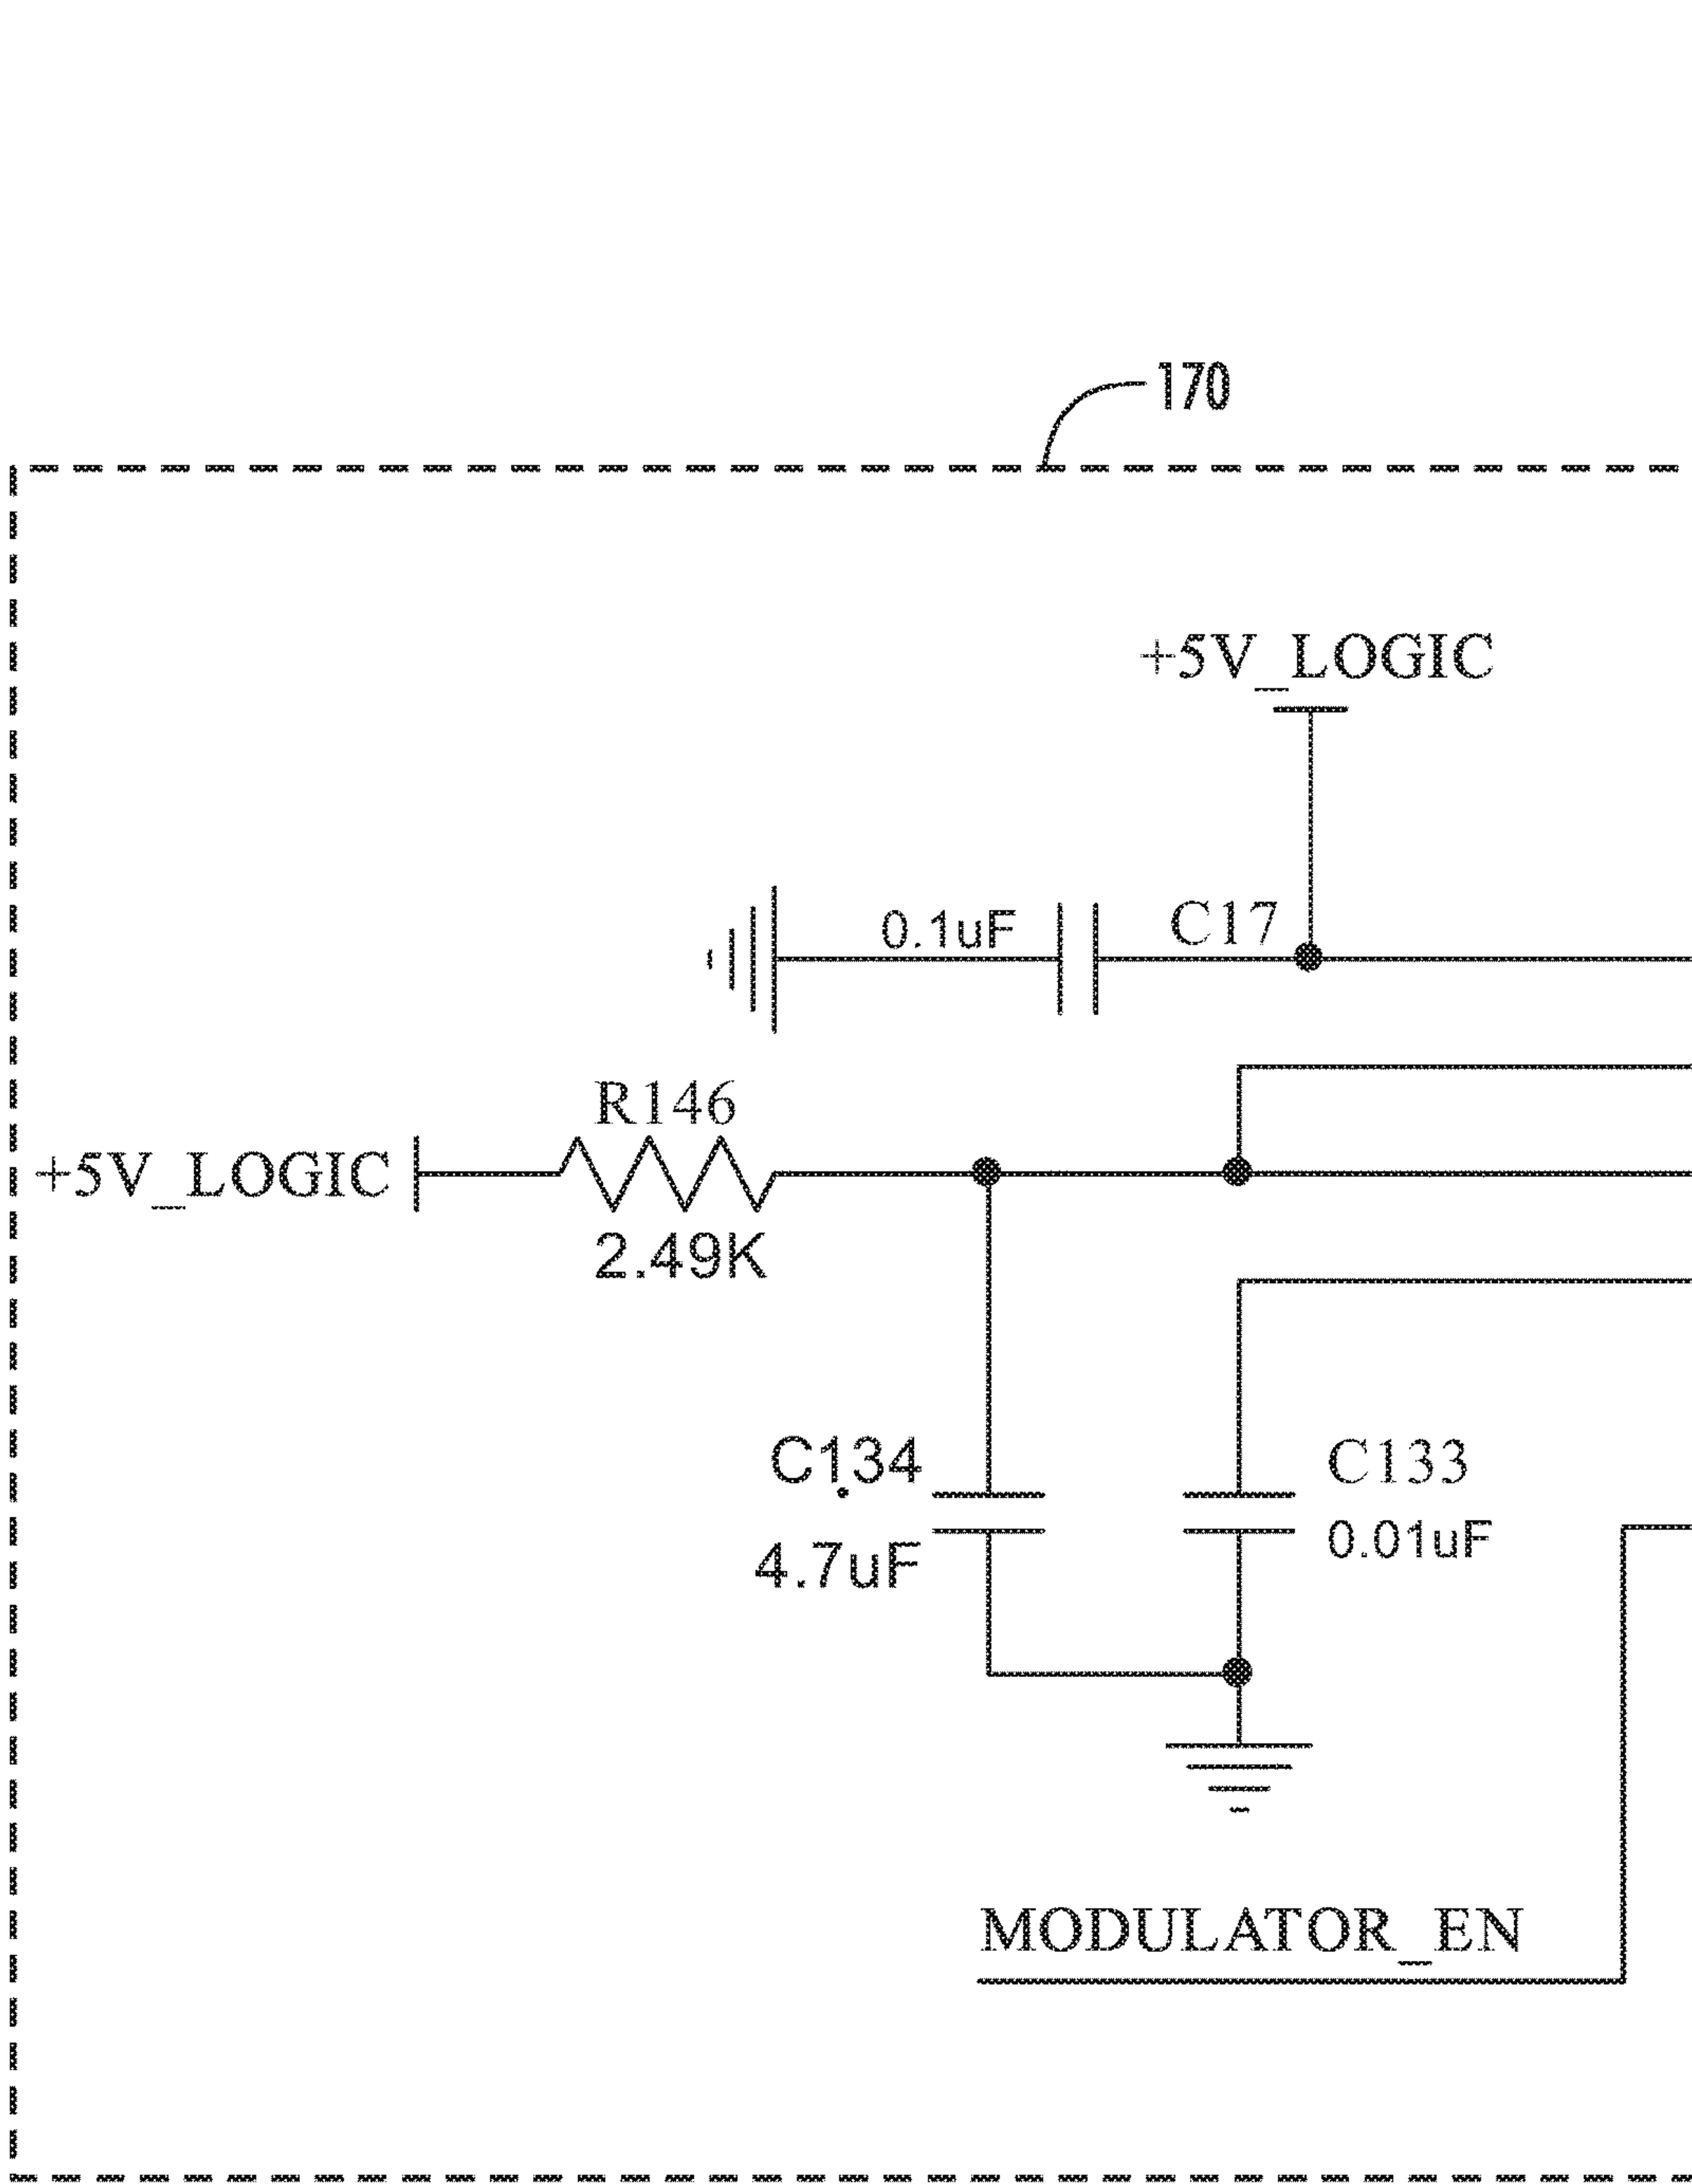 170
+5V_LOGIC
0.1uF
C17
R146
+5V_LOGIC
2.49K
C134
C133
4.7uF
0.01uF
MODULATOR_EN